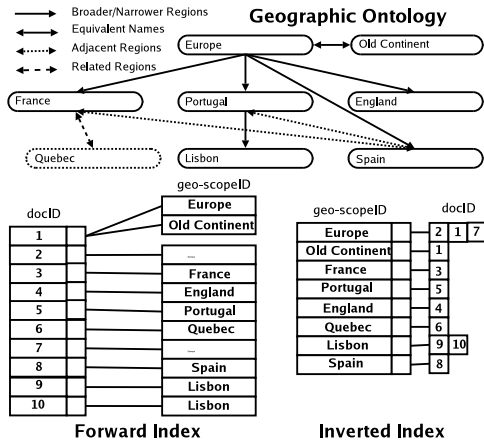 Broader/Narrower Regions
Geographic Ontology
Equivalent Names
Adjacent Regions
Related Regions
Europe
Old Continent
France
Portugal
England
Quebec
Lisbon
Spain
geo-scopeID
docID
Europe
1
Old Continent
2
...
3
France
4
England
5
Portugal
6
Quebec
7
...
8
Spain
9
Lisbon
10
Lisbon
Forward Index
geo-scopeID
docID
Europe
2 1 7
Old Continent
1
France
3
Portugal
5
England
4
Quebec
6
Lisbon
9 10
Spain
8
Inverted Index